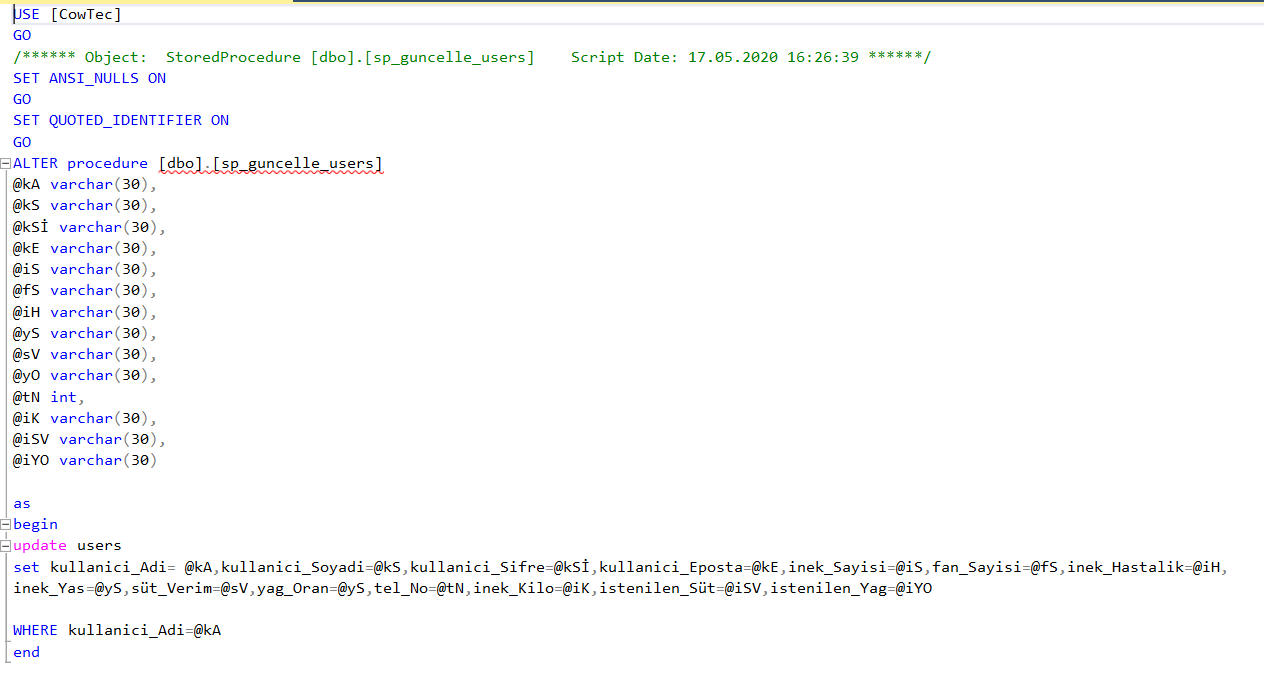 USE [CowTec]
GO
/****** Object:  StoredProcedure [dbo].[sp_guncelle_users]    Script Date: 17.05.2020 16:26:39 ******/
SET ANSI_NULLS ON
GO
SET QUOTED_IDENTIFIER ON
GO
ALTER procedure [dbo].[sp_guncelle_users]
@kA varchar(30),
@kS varchar(30),
@kSİ varchar(30),
@kE varchar(30),
@iS varchar(30),
@fS varchar(30),
@iH varchar(30),
@yS varchar(30),
@sV varchar(30),
@yO varchar(30),
@tN int,
@iK varchar(30),
@iSV varchar(30),
@iYO varchar(30)
as
begin
update users
set kullanici_Adi= @kA,kullanici_Soyadi=@kS,kullanici_Sifre=@kSİ,kullanici_Eposta=@kE,inek_Sayisi=@iS,fan_Sayisi=@fS,inek_Hastalik=@iH,
inek_Yas=@yS,süt_Verim=@sV,yag_Oran=@yS,tel_No=@tN,inek_Kilo=@iK,istenilen_Süt=@iSV,istenilen_Yag=@iYO
WHERE kullanici_Adi=@kA
end